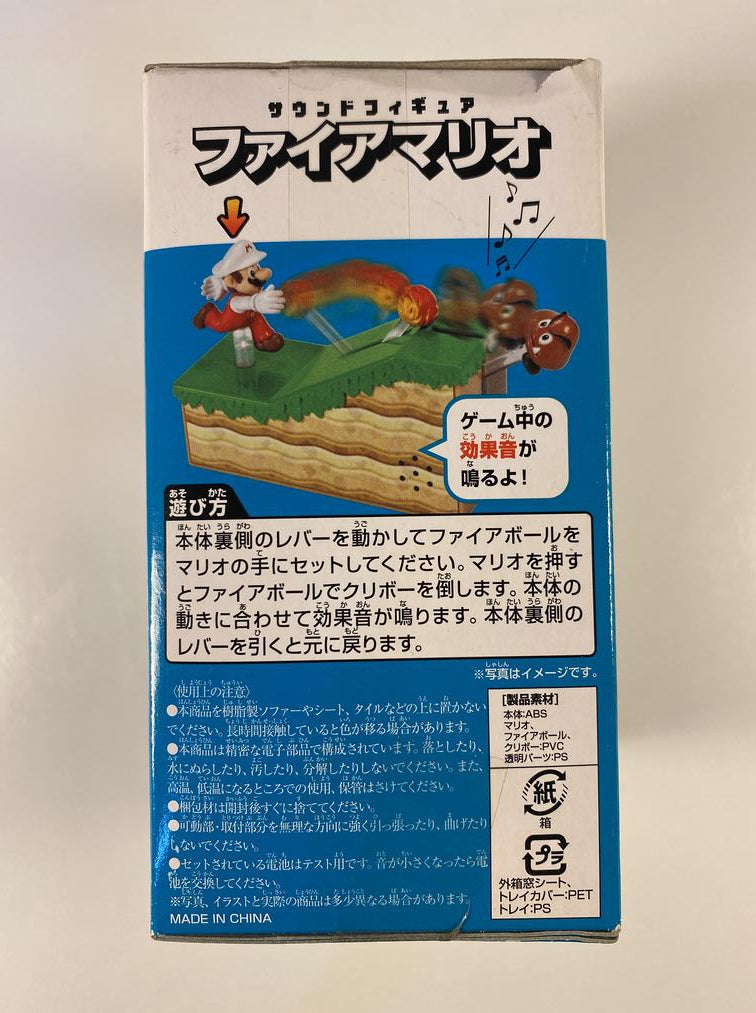 サウンドフィギュア
ファイアマリオ
ゲーム中の
効果音が
鳴るよ!
遊び方
本体裏側のレバーを動かしてファイアボールを
マリオの手にセットしてください。マリオを押す
とファイアボールでクリボーを倒します。本体の
動きに合わせて効果音が鳴ります。本体裏側の
レバーを引くと元に戻ります。
※写真はイメージです。
〈使用上の注意〉
●本商品を樹脂製ソファーやシート、タイルなどの上に置かない
でください。長時間接触していると色が移る場合があります。
●本商品は精密な電子部品で構成されています。落としたり、
水にぬらしたり、汚したり、分解したりしないでください。また、
高温、低温になるところでの使用、保管はさけてください。
●梱包材は開封後すぐに捨ててください。
●可動部・取付部分を無理な方向に強く引っ張ったり、曲げたり
しないでください。
●セットされている電池はテスト用です。音が小さくなったら電
池を交換してください。
※写真、イラストと実際の商品は多少異なる場合があります。
MADE IN CHINA
[製品素材]
本体:ABS
マリオ、
ファイアボール、
クリボー:PVC
透明パーツ:PS
紙
箱
プラ
外箱窓シート、
トレイカバー:PET
トレイ:PS